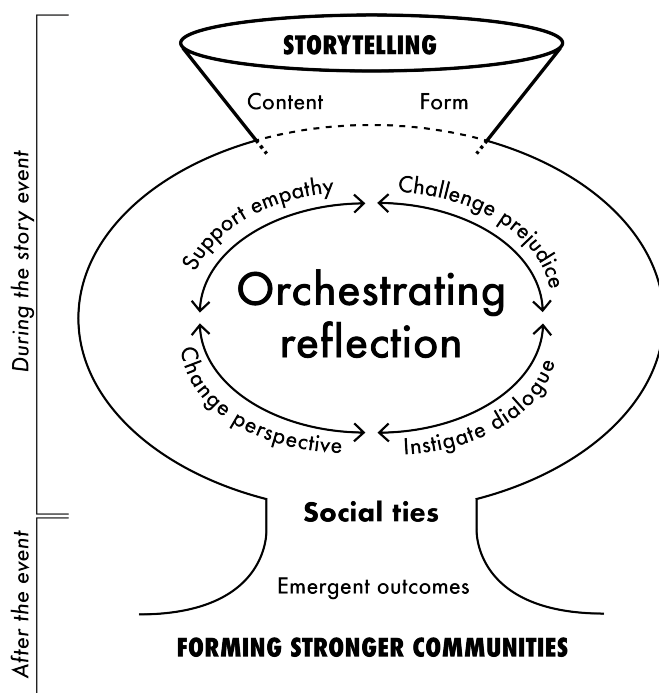 STORYTELLING
Content
Form
Support empathy
Challenge prejudice
Orchestrating
reflection
Change perspective
Instigate dialogue
During the story event
Social ties
Emergent outcomes
After the event
FORMING STRONGER COMMUNITIES